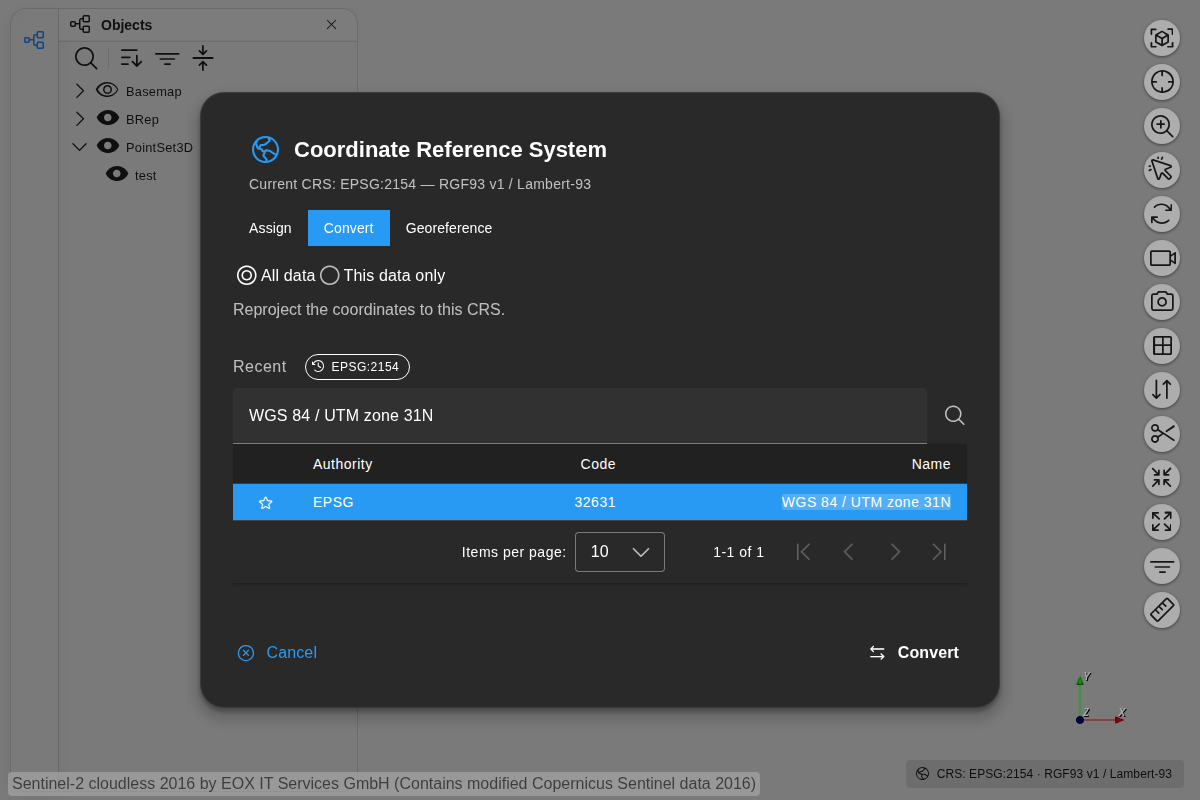 Objects
Basemap
BRep
PointSet3D
test
Coordinate Reference System
Current CRS: EPSG:2154 — RGF93 v1 / Lambert-93
Assign Convert Georeference
All data This data only
Reproject the coordinates to this CRS.
Recent EPSG:2154
WGS 84 / UTM zone 31N
Authority Code Name
EPSG 32631 WGS 84 / UTM zone 31N
Items per page: 10 1-1 of 1
Cancel Convert
Y
Z X
CRS: EPSG:2154 · RGF93 v1 / Lambert-93
Sentinel-2 cloudless 2016 by EOX IT Services GmbH (Contains modified Copernicus Sentinel data 2016)